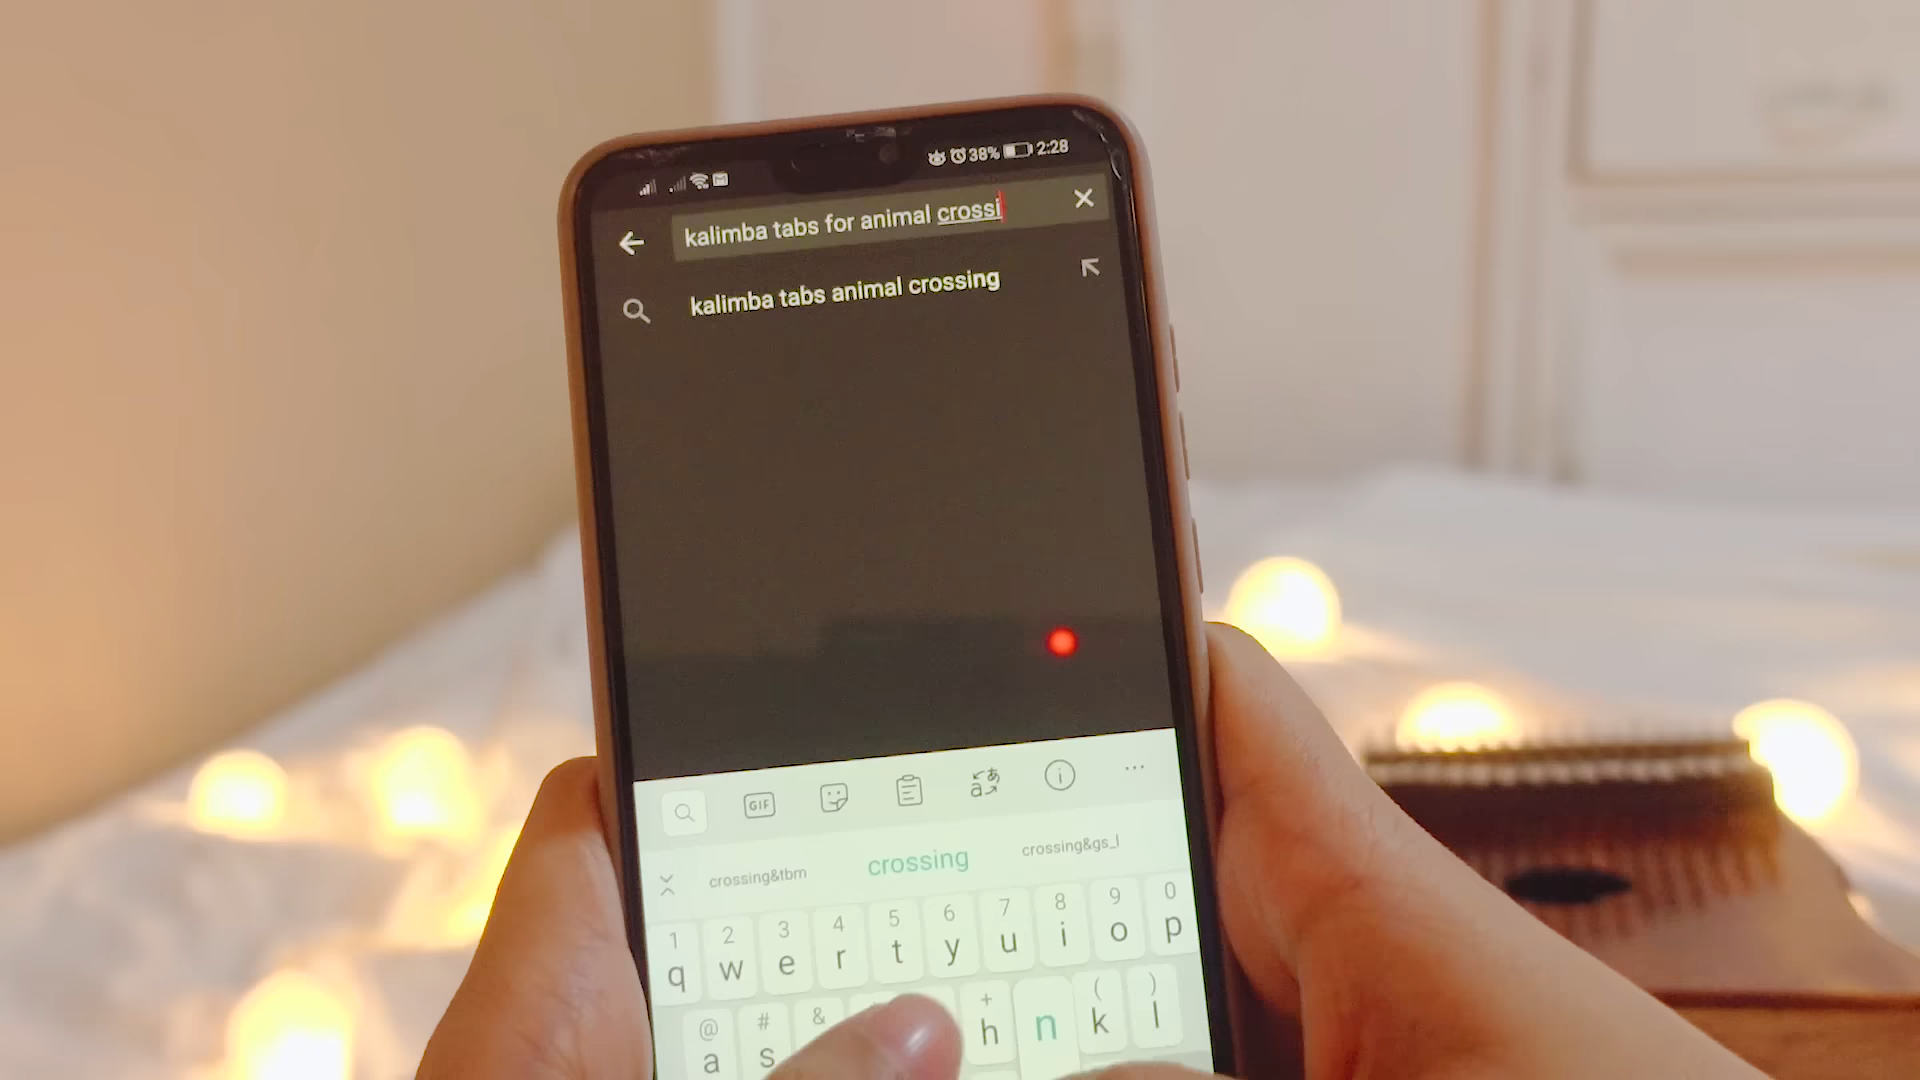 38% 2:28
kalimba tabs for animal crossi
kalimba tabs animal crossing
GIF
あ
a
i
crossing&tbm crossing crossing&gs_l
1 2 3 4 5 6 7 8 9 0
q w e r t y u i o p
@ # & + ( )
a s h n k l